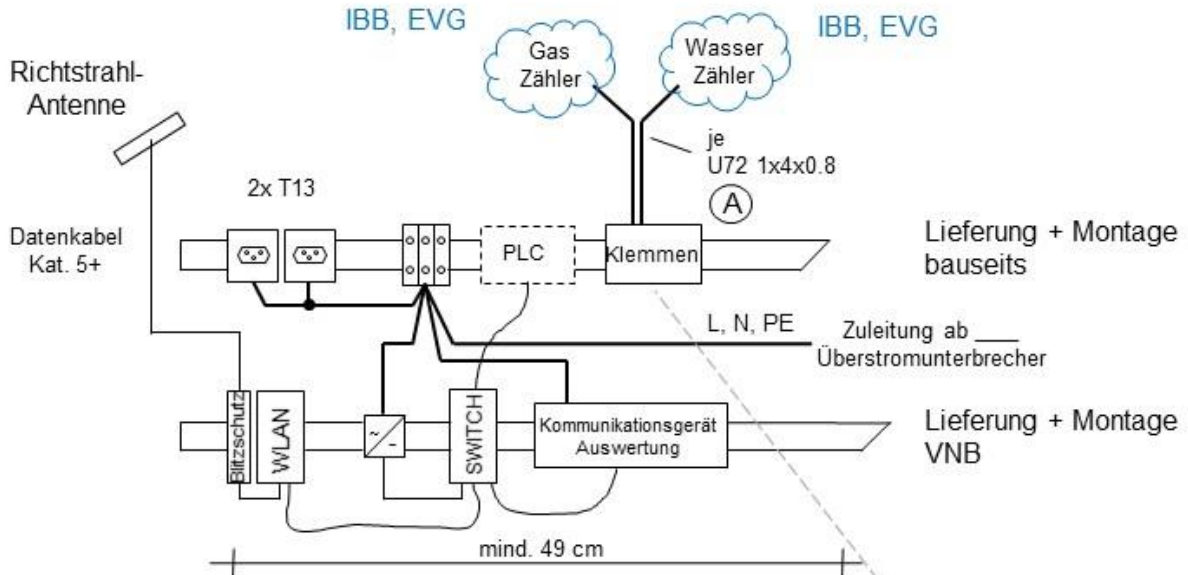 IBB, EVG
IBB, EVG
Gas
Zähler
Wasser
Zähler
Richtstrahl-
Antenne
je
U72 1x4x0.8
A
2x T13
Datenkabel
Kat. 5+
PLC
Klemmen
Lieferung + Montage
bauseits
L, N, PE
Zuleitung ab ___
Überstromunterbrecher
Blitzschutz
WLAN
~
-
SWITCH
Kommunikationsgerät
Auswertung
Lieferung + Montage
VNB
mind. 49 cm